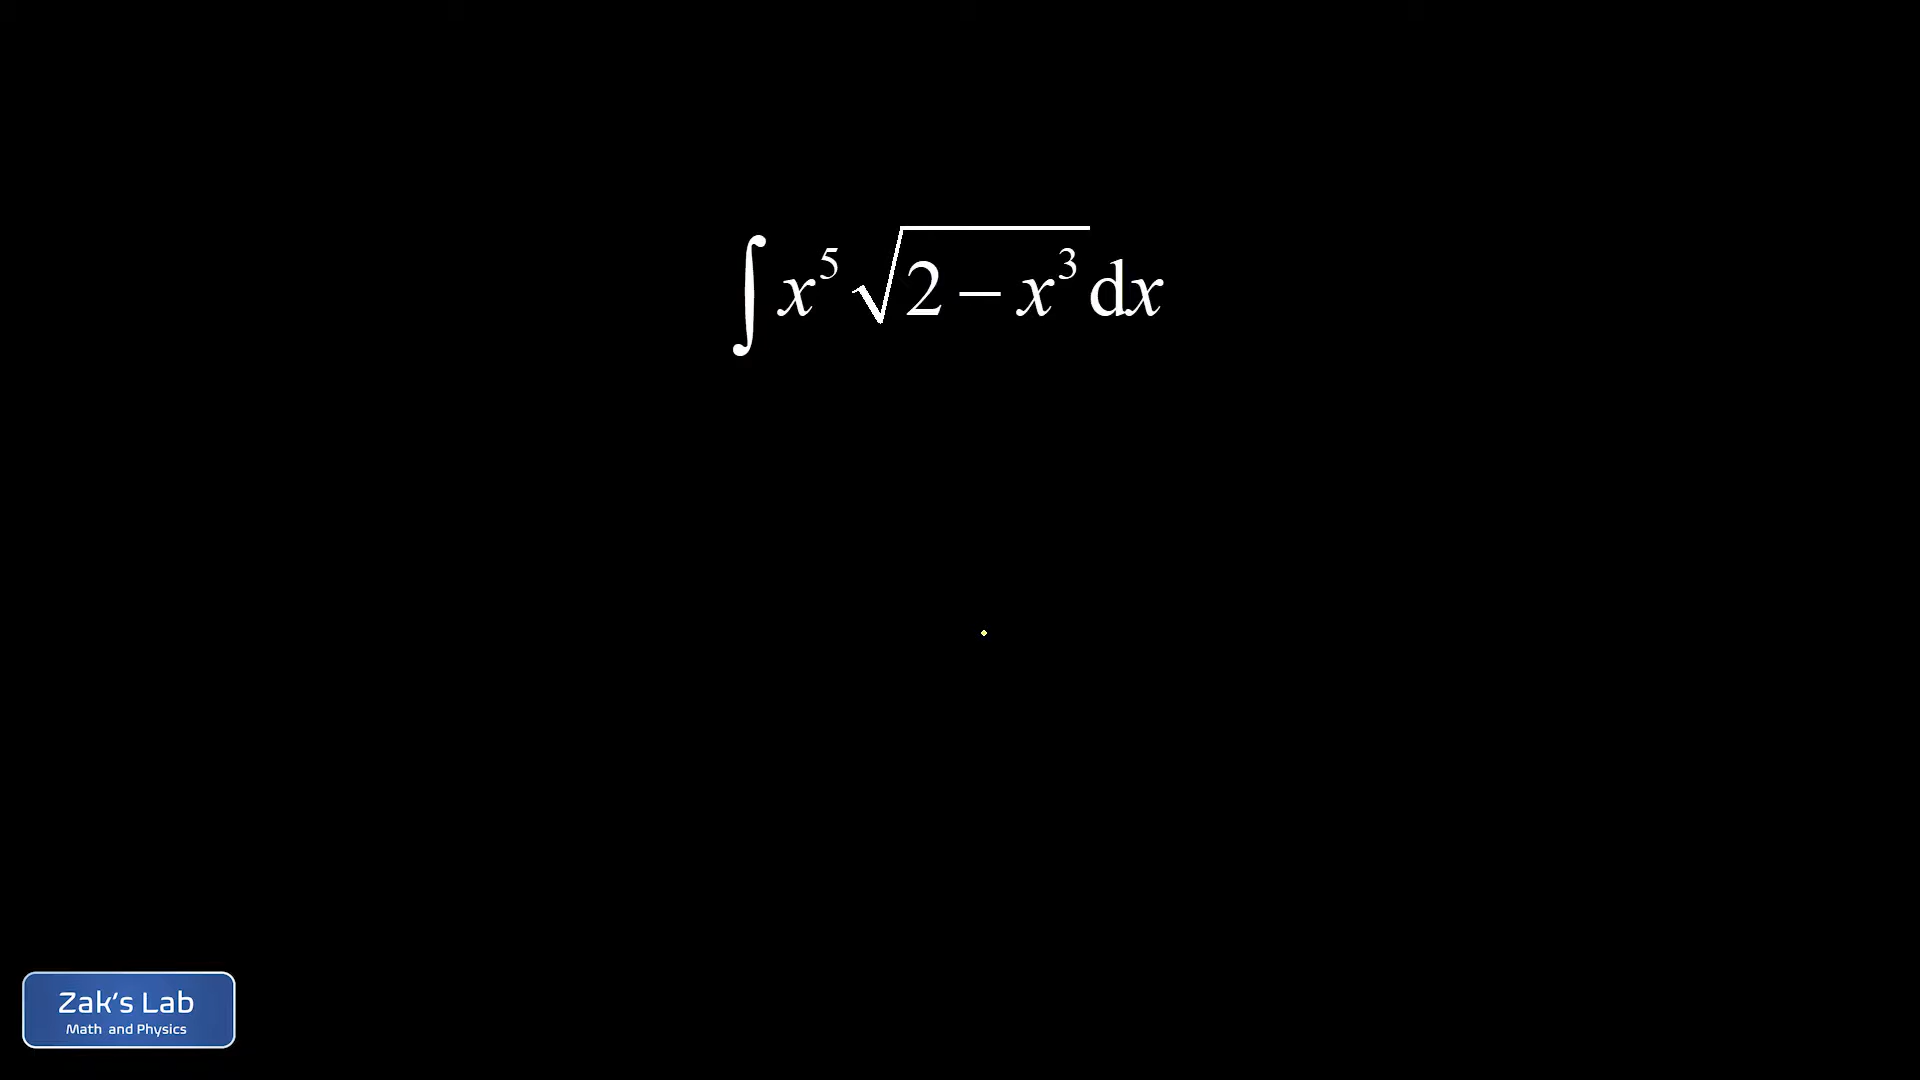 ∫ x⁵ √(2 − x³) dx
Zak's Lab
Math and Physics